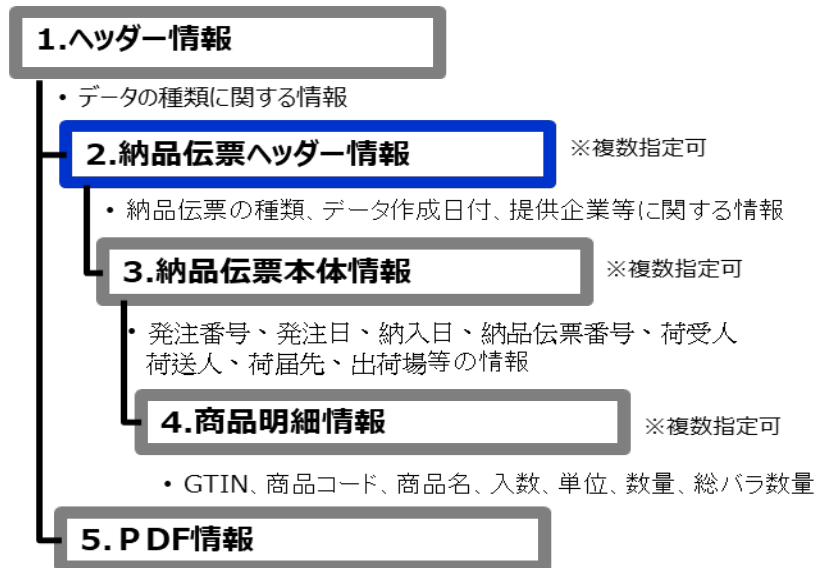 1.ヘッダー情報
・データの種類に関する情報
2.納品伝票ヘッダー情報
※複数指定可
・納品伝票の種類、データ作成日付、提供企業等に関する情報
3.納品伝票本体情報
※複数指定可
・発注番号、発注日、納入日、納品伝票番号、荷受人
荷送人、荷届先、出荷場等の情報
4.商品明細情報
※複数指定可
・GTIN、商品コード、商品名、入数、単位、数量、総バラ数量
5.PDF情報